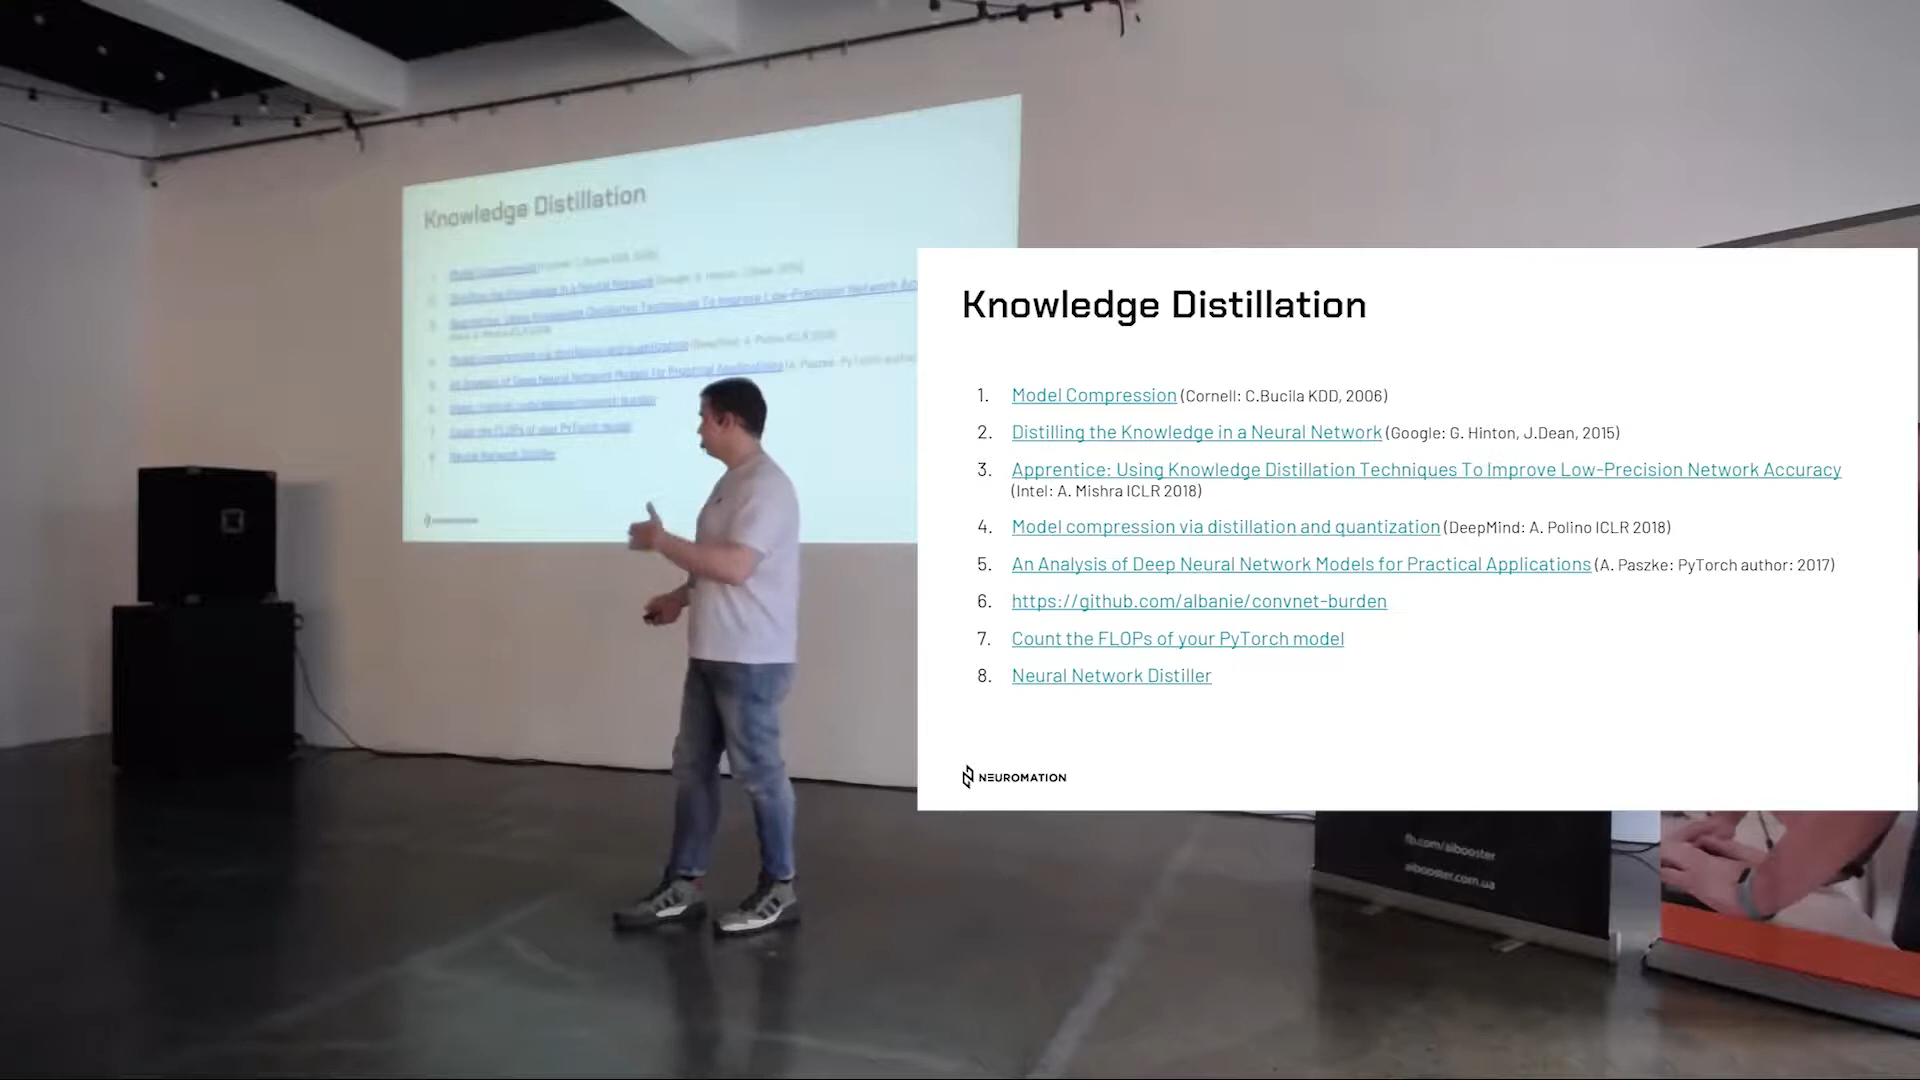 Knowledge Distillation
Knowledge Distillation
1. Model Compression (Cornell: C.Bucila KDD, 2006)
2. Distilling the Knowledge in a Neural Network (Google: G. Hinton, J.Dean, 2015)
3. Apprentice: Using Knowledge Distillation Techniques To Improve Low-Precision Network Accuracy
(Intel: A. Mishra ICLR 2018)
4. Model compression via distillation and quantization (DeepMind: A. Polino ICLR 2018)
5. An Analysis of Deep Neural Network Models for Practical Applications (A. Paszke: PyTorch author: 2017)
6. https://github.com/albanie/convnet-burden
7. Count the FLOPs of your PyTorch model
8. Neural Network Distiller
NEUROMATION
fb.com/aibooster
aibooster.com.ua